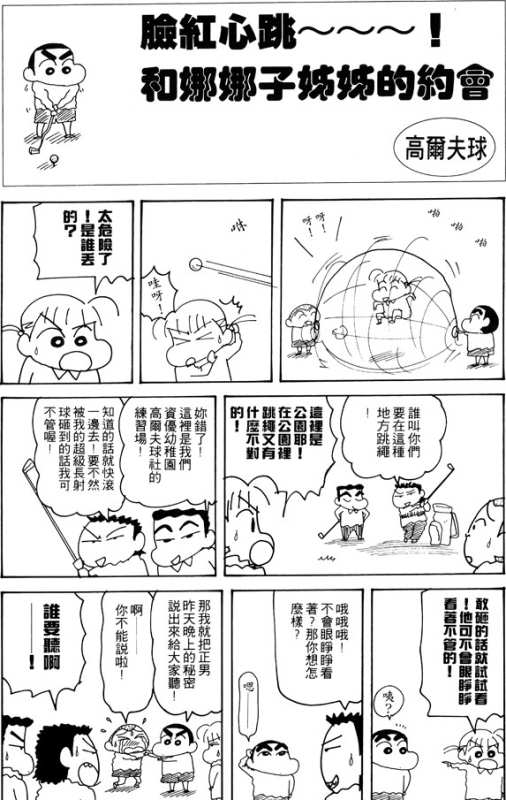 臉紅心跳～～～！
和娜娜子姊姊的約會
高爾夫球
呀！
呀！
啪
啪
啪
咻
哇
呀！
太危險了
！是誰丟
的？
誰叫你們
要在這種
地方跳繩
！
這裡是
公園耶！
在公園裡
跳繩又有
什麼不對
的！
妳錯了！
這裡是我們
資優幼稚園
高爾夫球社的
練習場！
知道的話就快滾
一邊去！要不然
被我的超級長射
球砸到的話我可
不管喔！
敢砸的話就試試看
！他可不會眼睜睜
看著不管的！
咦？
哦哦哦！
不會眼睜睜看
著？那你想怎
麼樣？
嗯
那我就把正男
昨天晚上的秘密
說出來給大家聽！
啊——
你不能說啦！
誰要聽啊
——！